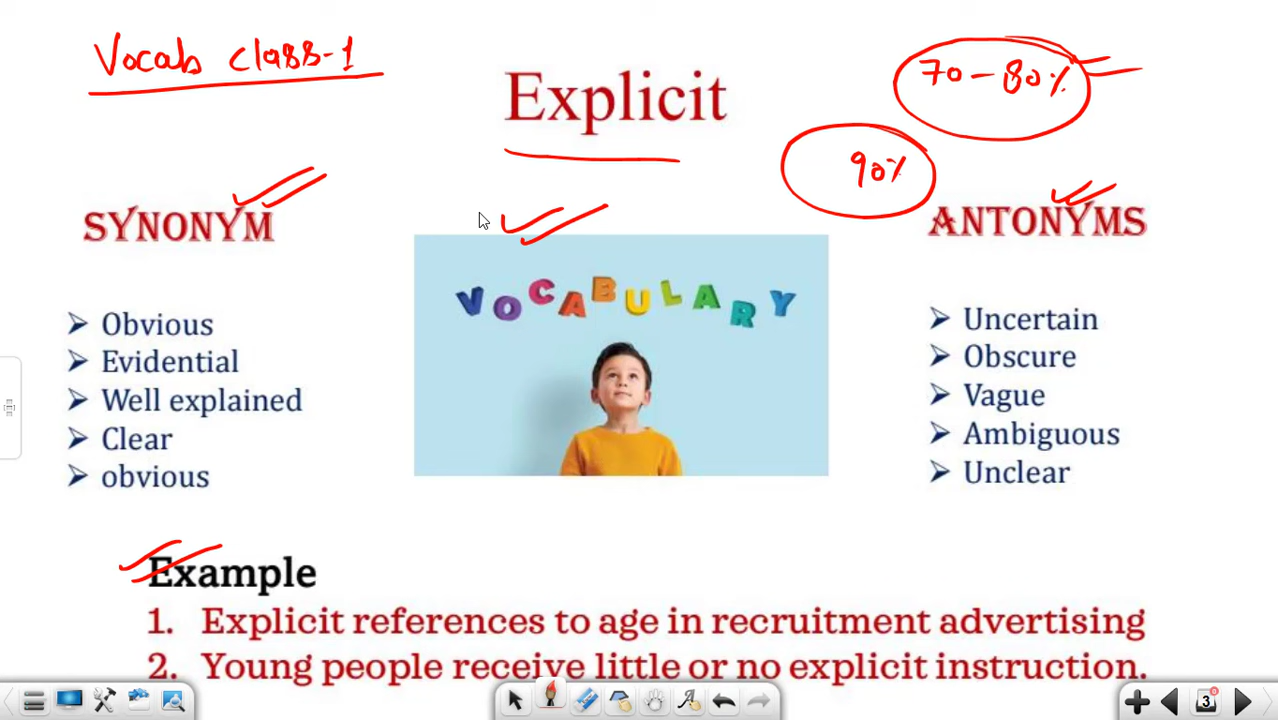 Vocab class-1
Explicit
70-80%
90%
SYNONYM
ANTONYMS
VOCABULARY
➢ Obvious
➢ Evidential
➢ Well explained
➢ Clear
➢ obvious
➢ Uncertain
➢ Obscure
➢ Vague
➢ Ambiguous
➢ Unclear
Example
1. Explicit references to age in recruitment advertising
2. Young people receive little or no explicit instruction.
3